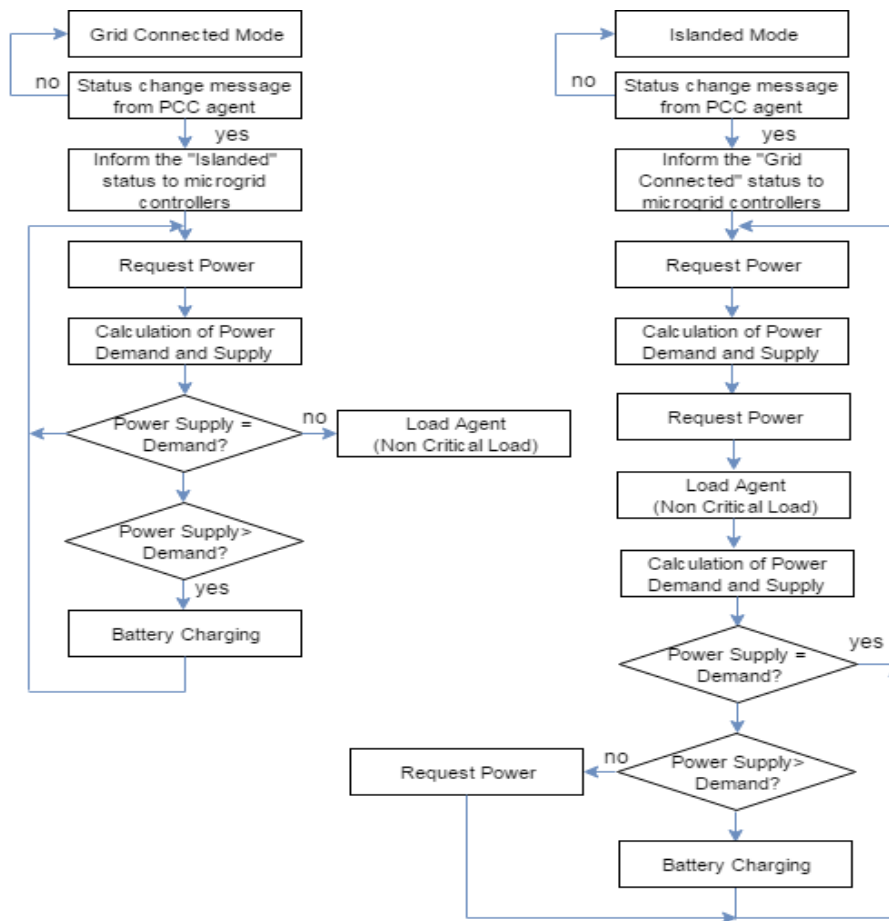 Grid Connected Mode
no
Status change message
from PCC agent
yes
Inform the "Islanded"
status to microgrid
controllers
Request Power
Calculation of Power
Demand and Supply
Power Supply =
Demand?
no
Load Agent
(Non Critical Load)
Power Supply>
Demand?
yes
Battery Charging
Islanded Mode
no
Status change message
from PCC agent
yes
Inform the "Grid
Connected" status to
microgrid controllers
Request Power
Calculation of Power
Demand and Supply
Request Power
Load Agent
(Non Critical Load)
Calculation of Power
Demand and Supply
Power Supply =
Demand?
yes
Power Supply>
Demand?
no
Request Power
Battery Charging